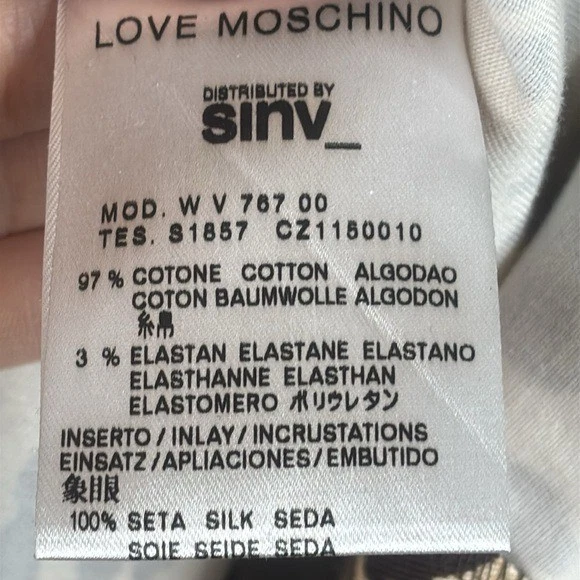 LOVE MOSCHINO
DISTRIBUTED BY
sinv_
MOD. W V 767 00
TES. S1857 CZ1150010
97 % COTONE COTTON ALGODAO
COTON BAUMWOLLE ALGODON
綿
3 % ELASTAN ELASTANE ELASTANO
ELASTHANNE ELASTHAN
ELASTOMERO ポリウレタン
INSERTO / INLAY / INCRUSTATIONS
EINSATZ / APLIACIONES / EMBUTIDO
象眼
100% SETA SILK SEDA
SOIE SEIDE SEDA